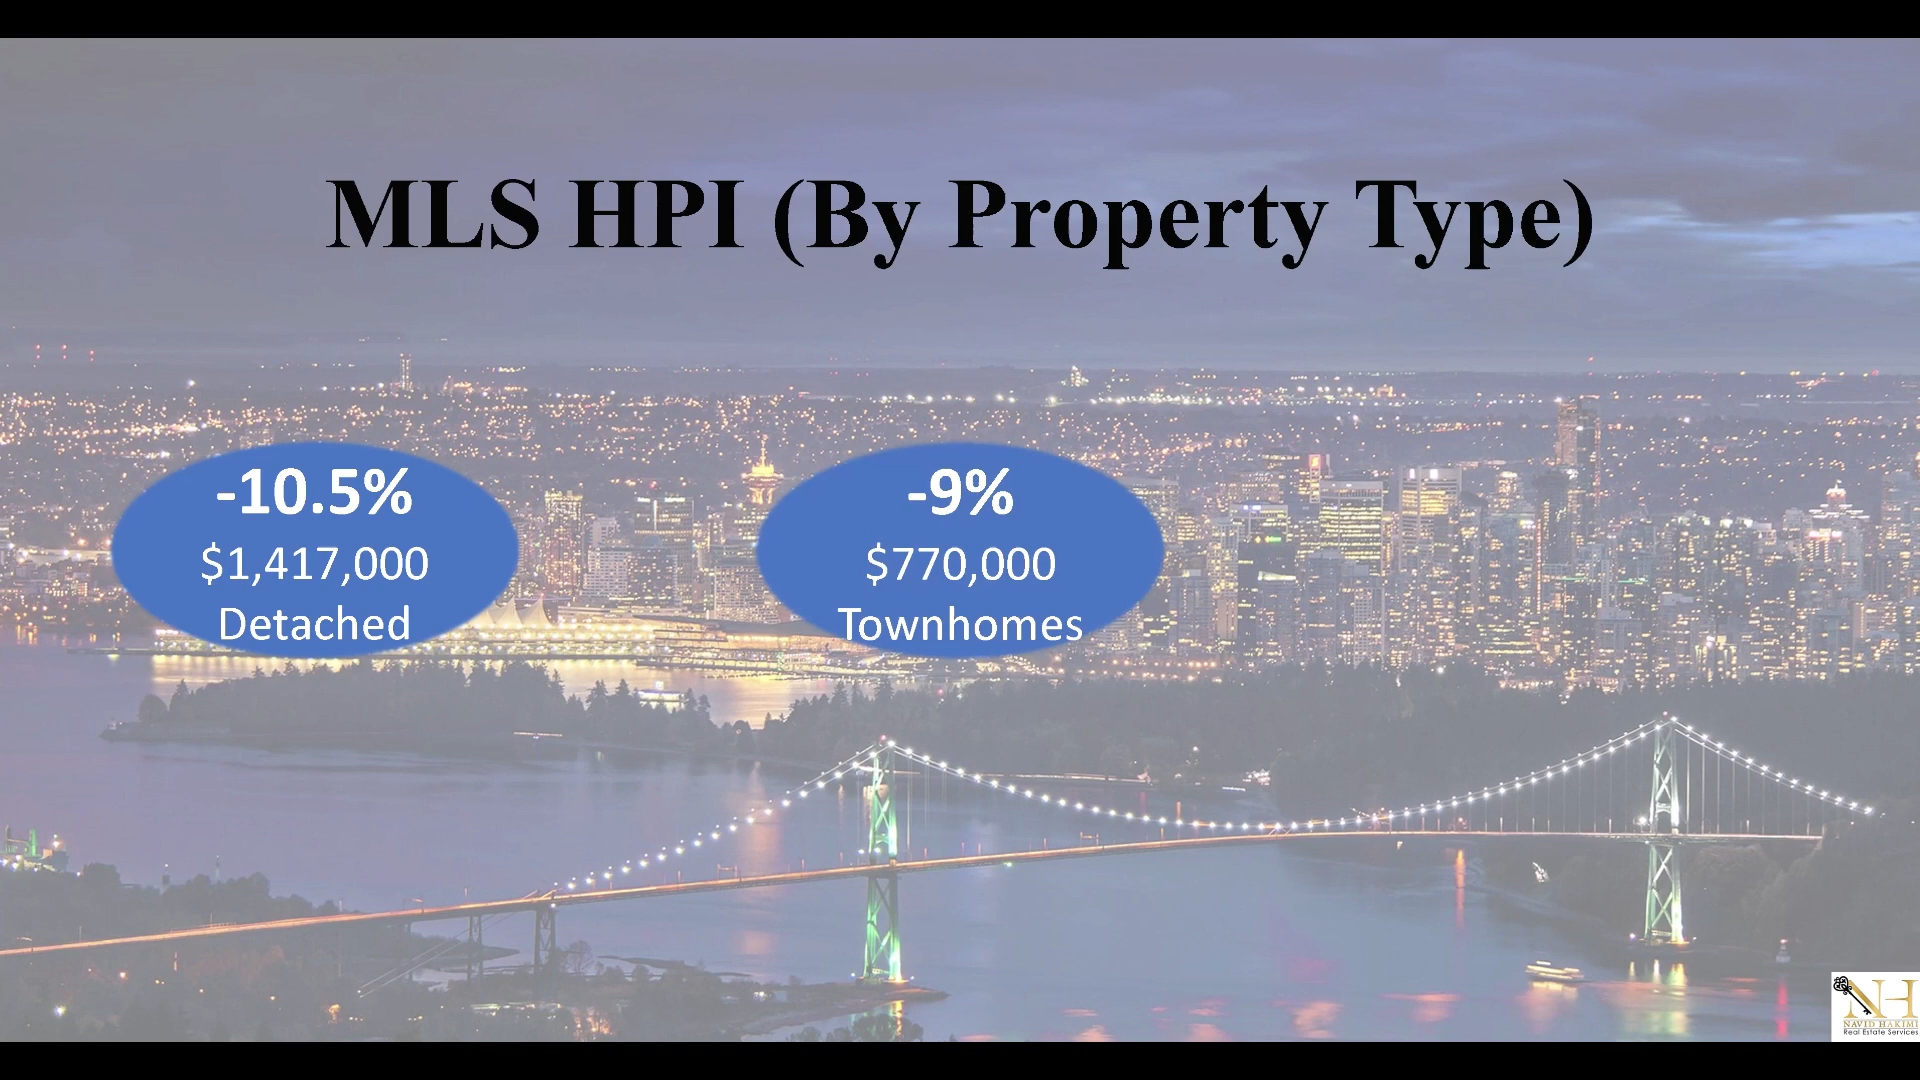 MLS HPI (By Property Type)
-10.5%
$1,417,000
Detached
-9%
$770,000
Townhomes
NH
NAVID HAKIMI
Real Estate Services